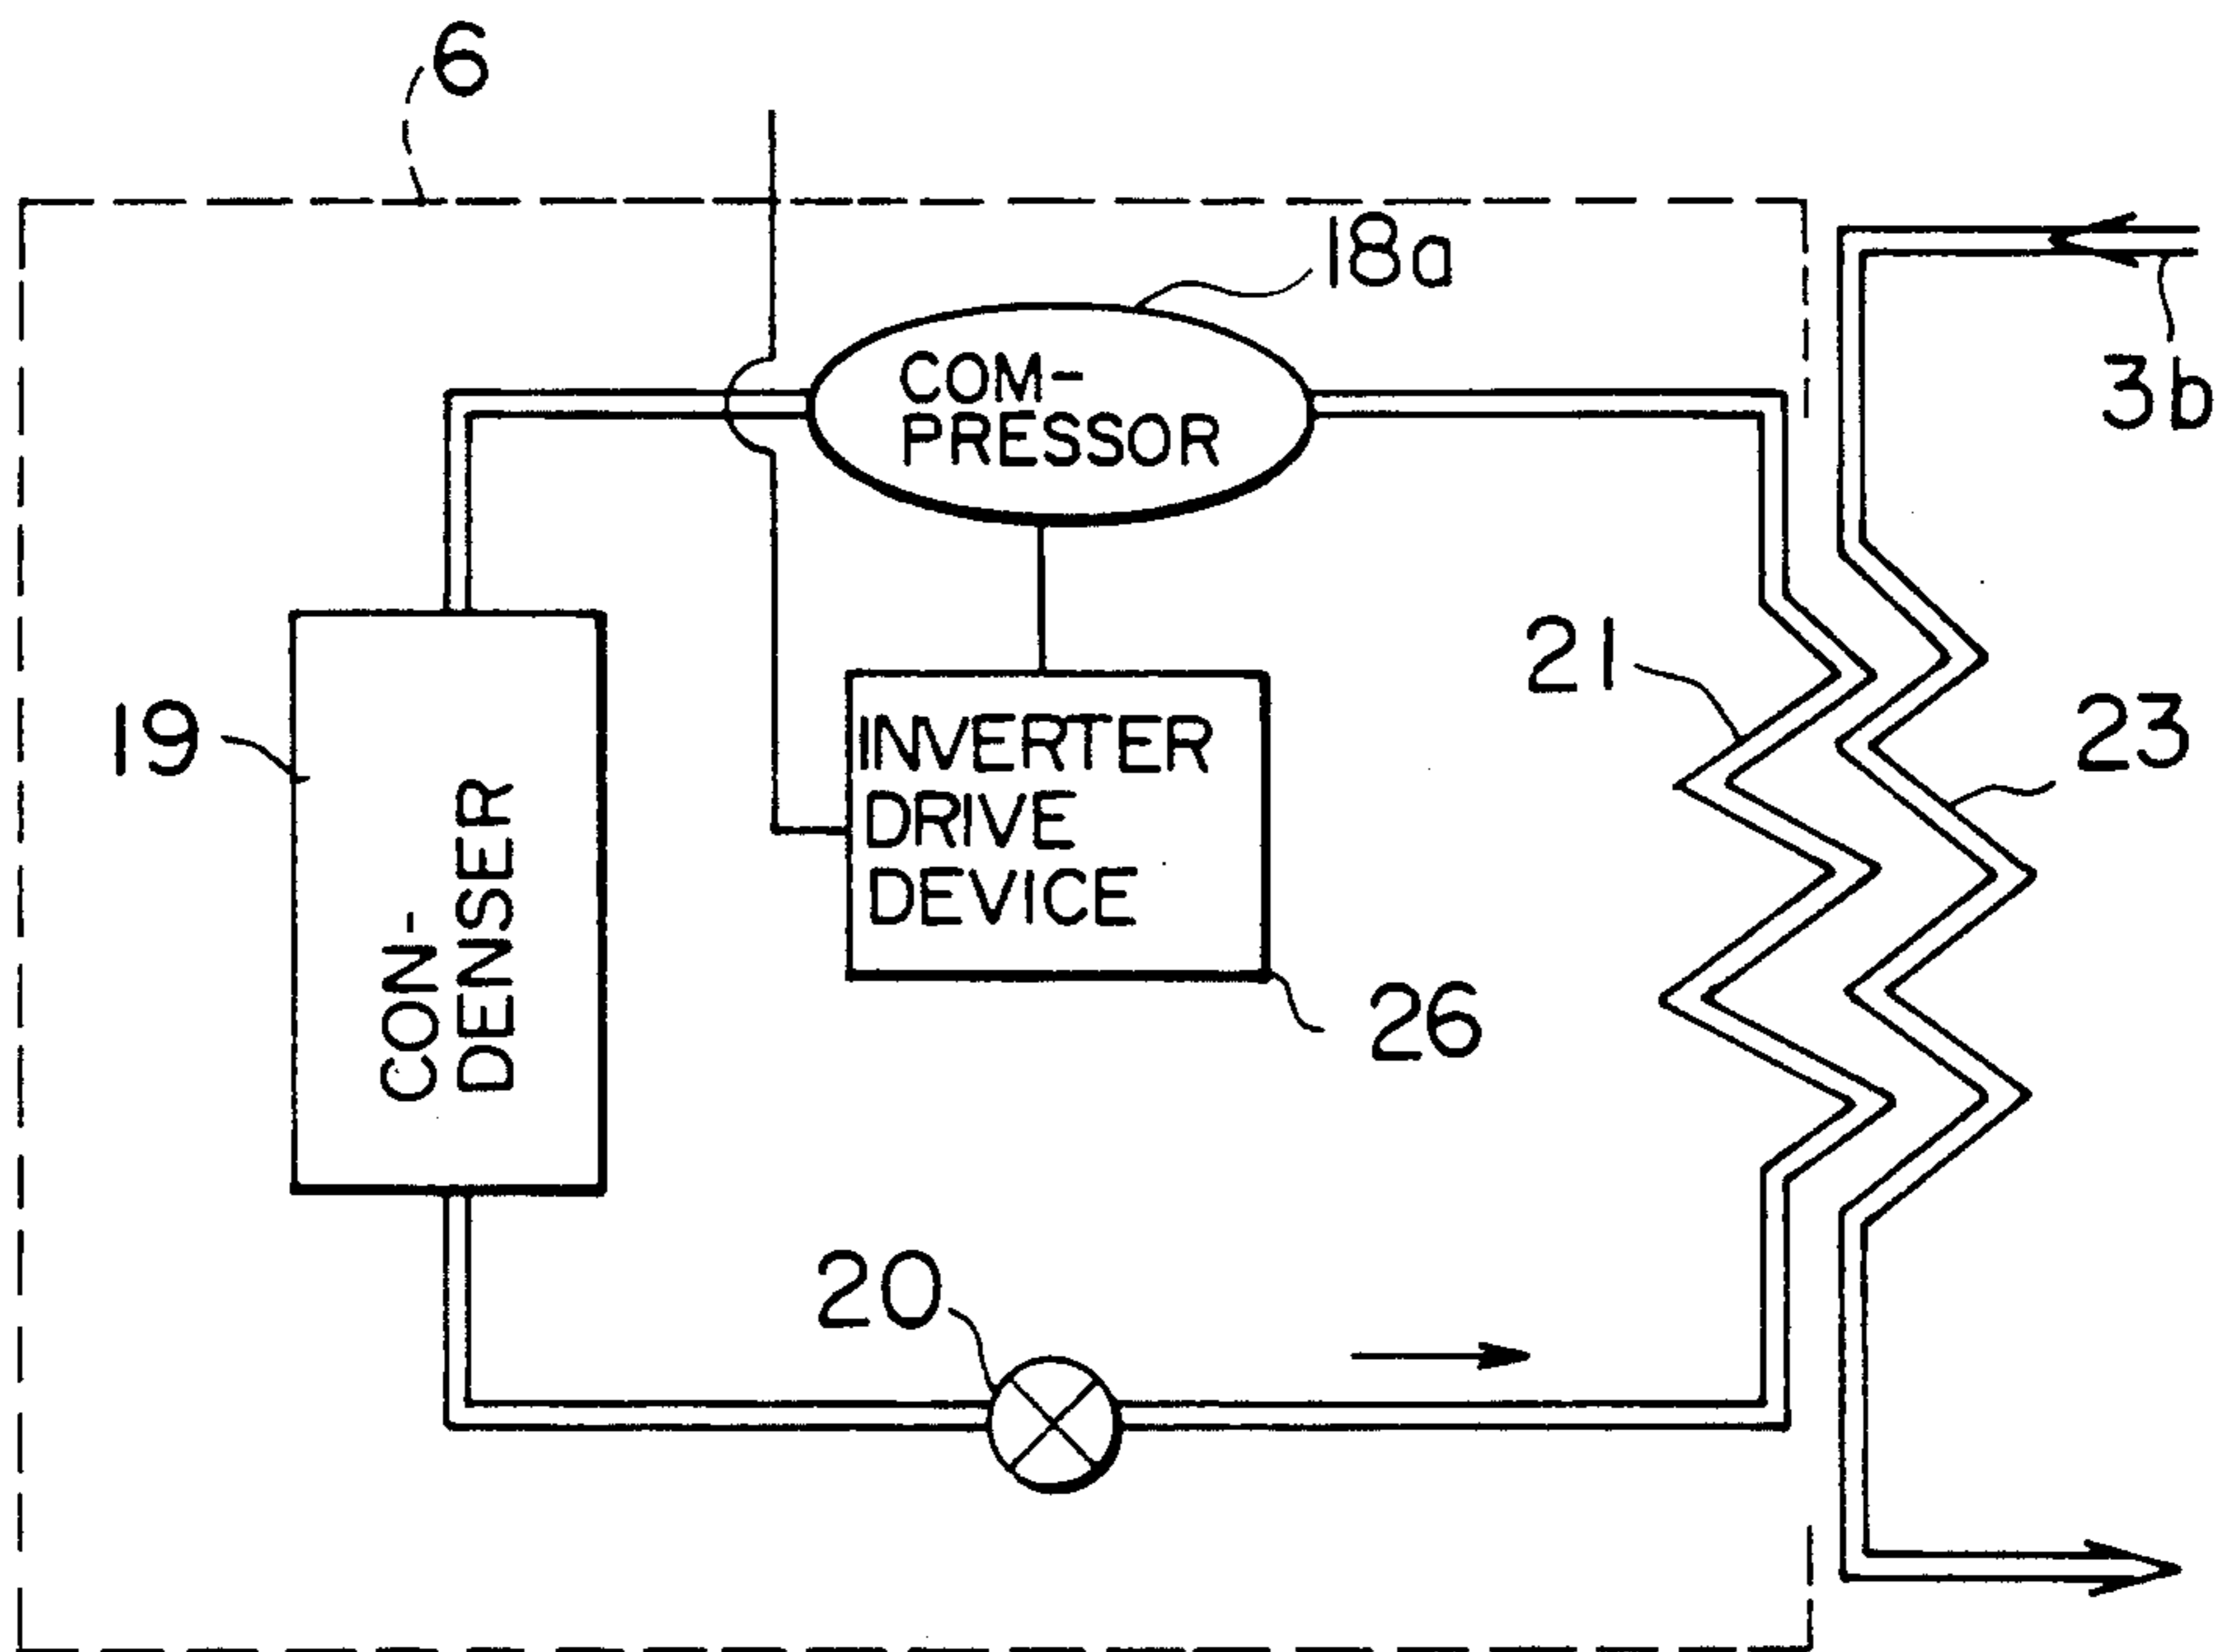 6
18a
COM-
PRESSOR
3b
21
19
INVERTER
DRIVE
DEVICE
23
CON-
DENSER
26
20